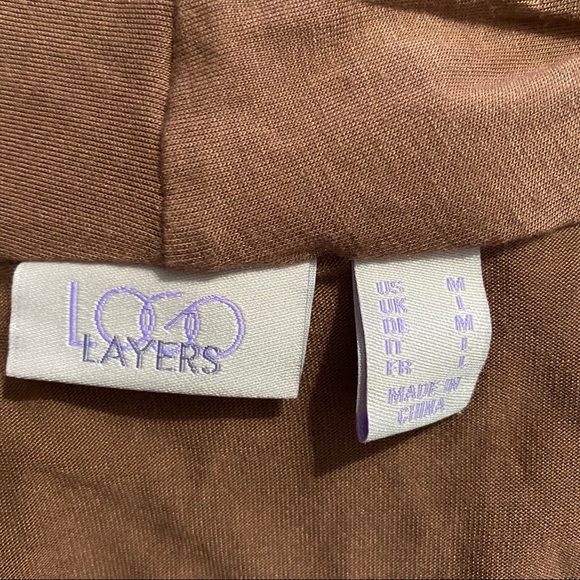 LOGO
LAYERS
US M
UK L
DE M
IT L
FR L
MADE IN
CHINA